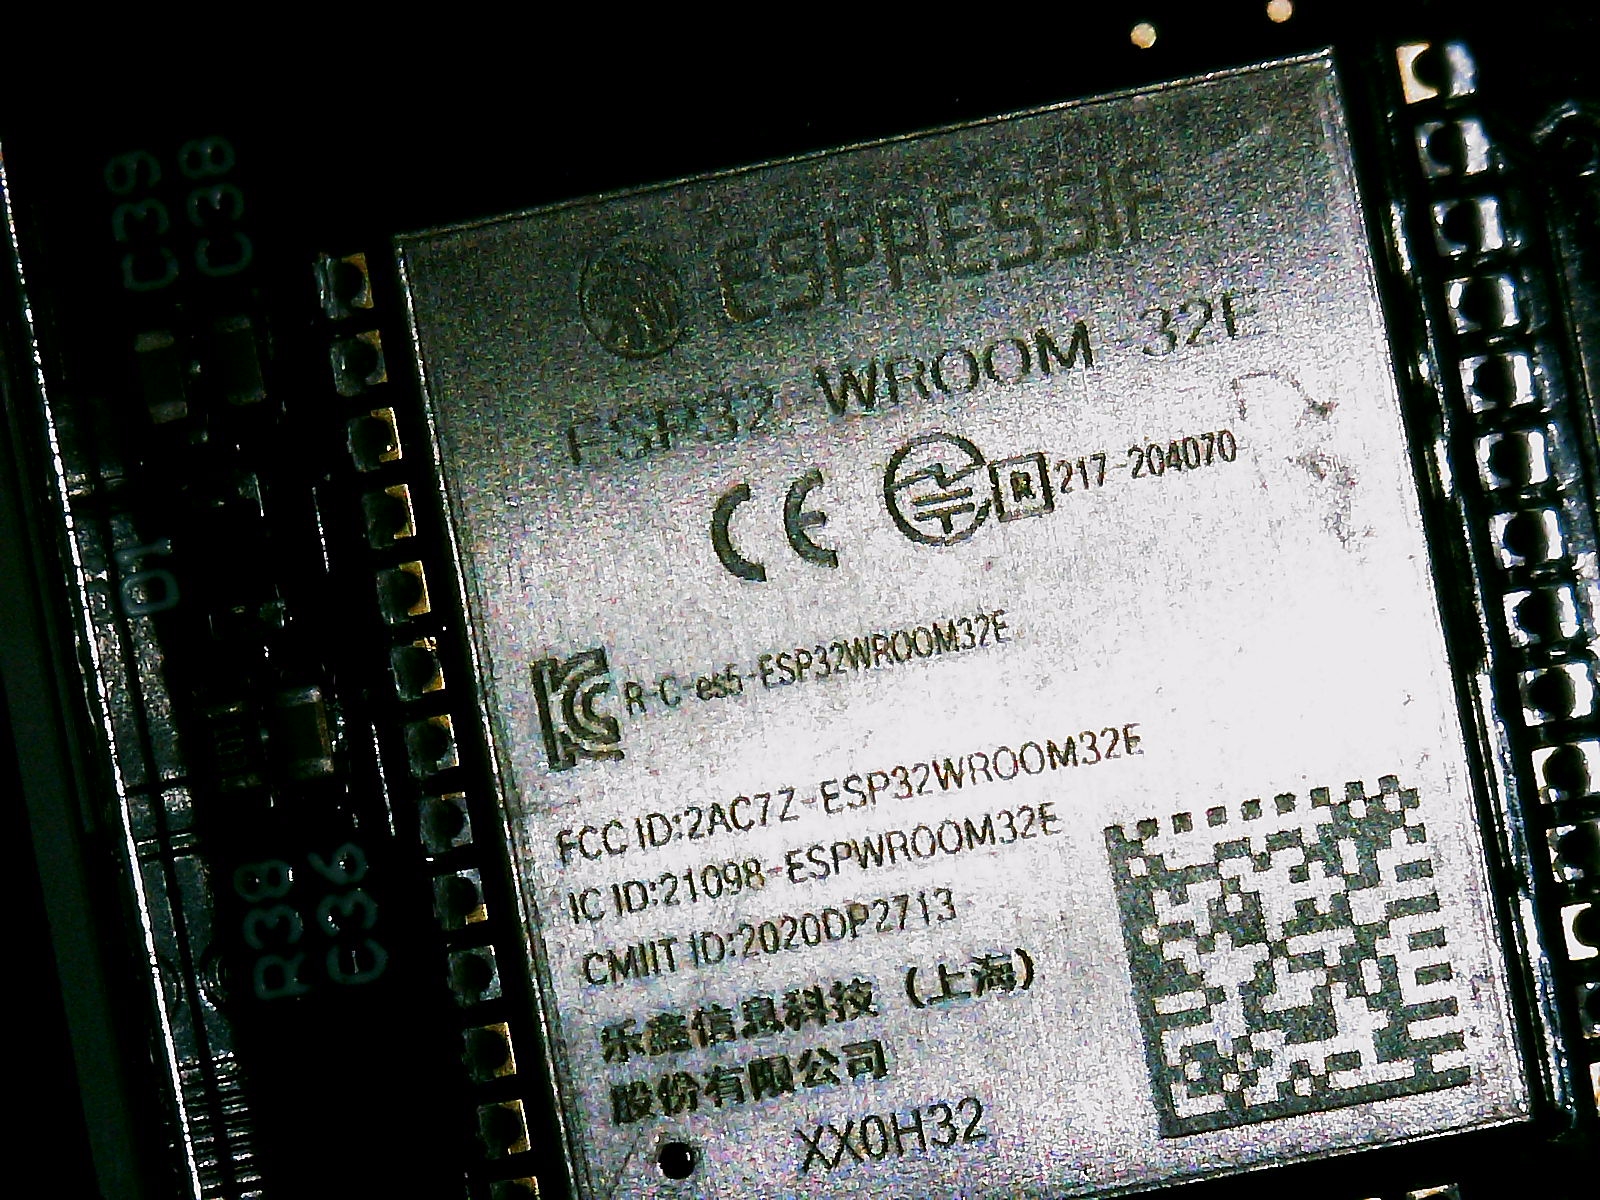 C39
C38
ESPRESSIF
ESP32-WROOM-32E
CE R 217-204070
R-C-es5-ESP32WROOM32E
FCC ID:2AC7Z-ESP32WROOM32E
IC ID:21098-ESPWROOM32E
CMIIT ID:2020DP2713
乐鑫信息科技（上海）
股份有限公司
XX0H32
D1
R38
C36